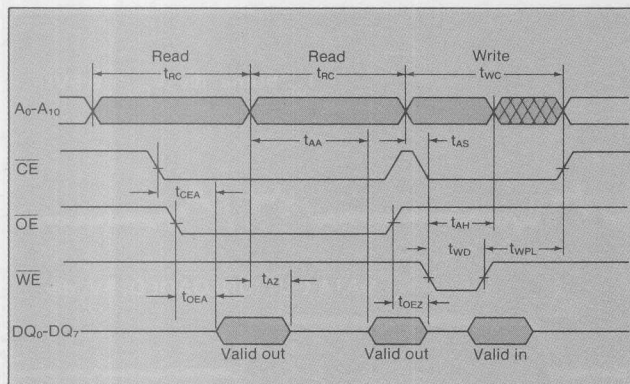 Read Read Write
tRC tRC tWC
A0-A10
tAA tAS
CE
tCEA
OE
tAH
tWD tWPL
tAZ
WE
tOEA tOEZ
DQ0-DQ7
Valid out Valid out Valid in